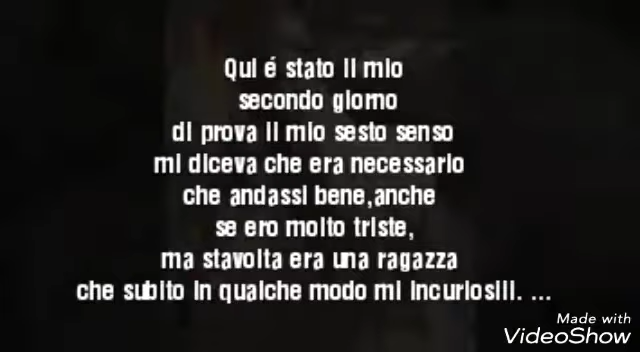 Qui é stato il mio
secondo giorno
di prova il mio sesto senso
mi diceva che era necessario
che andassi bene,anche
se ero molto triste,
ma stavolta era una ragazza
che subito in qualche modo mi incuriosiii. ...
Made with
VideoShow